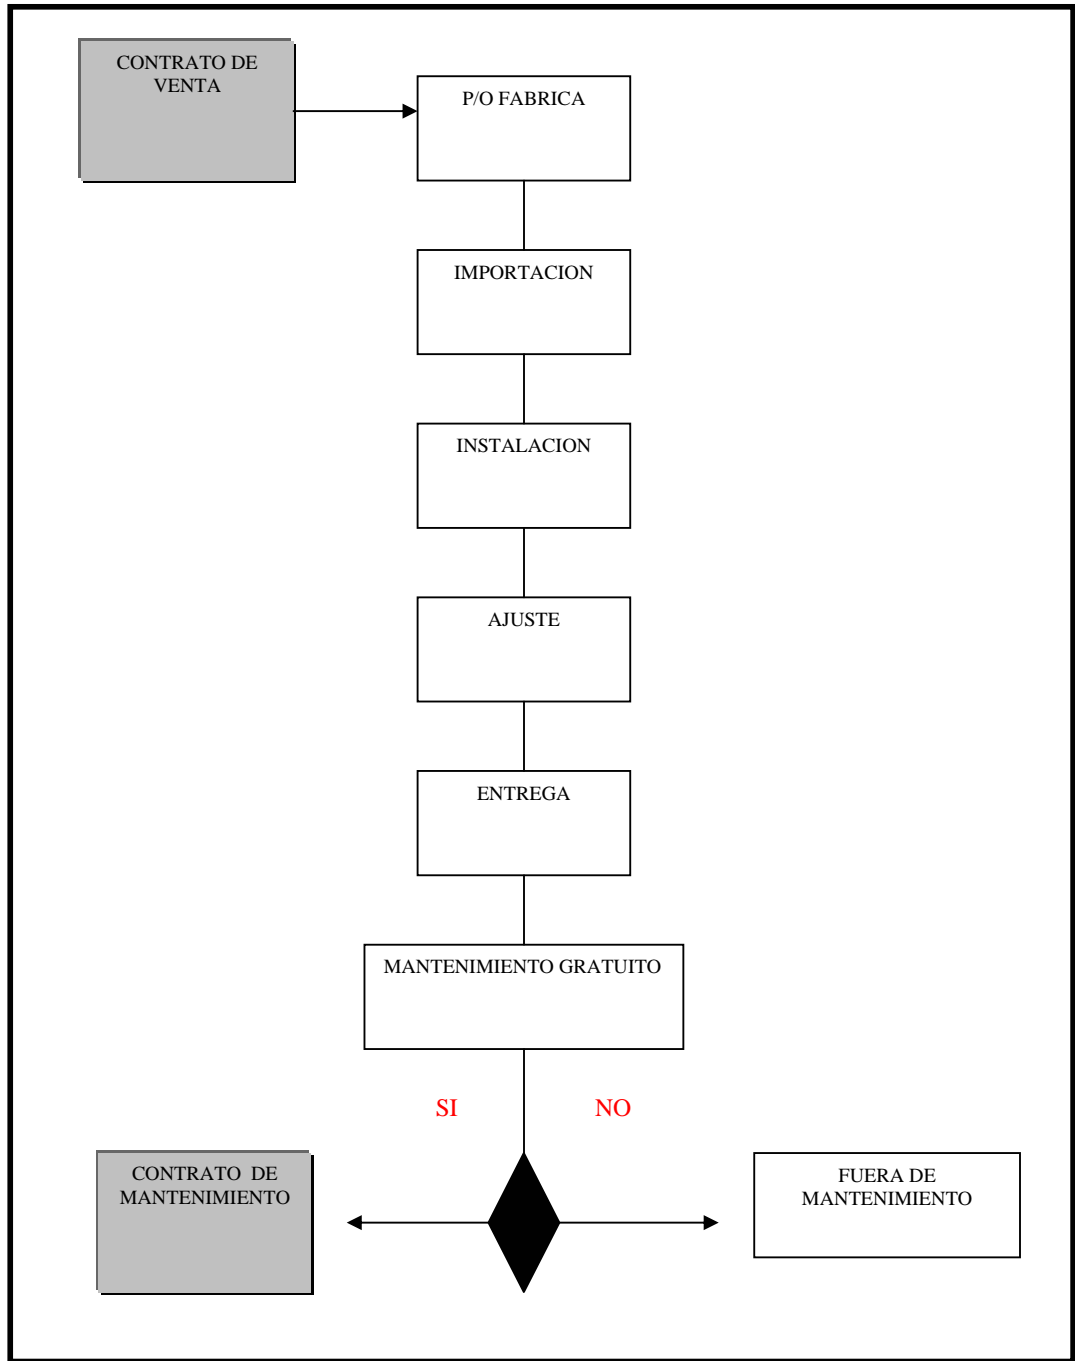 CONTRATO DE
VENTA
P/O FABRICA
IMPORTACION
INSTALACION
AJUSTE
ENTREGA
MANTENIMIENTO GRATUITO
SI
NO
CONTRATO DE
MANTENIMIENTO
FUERA DE
MANTENIMIENTO